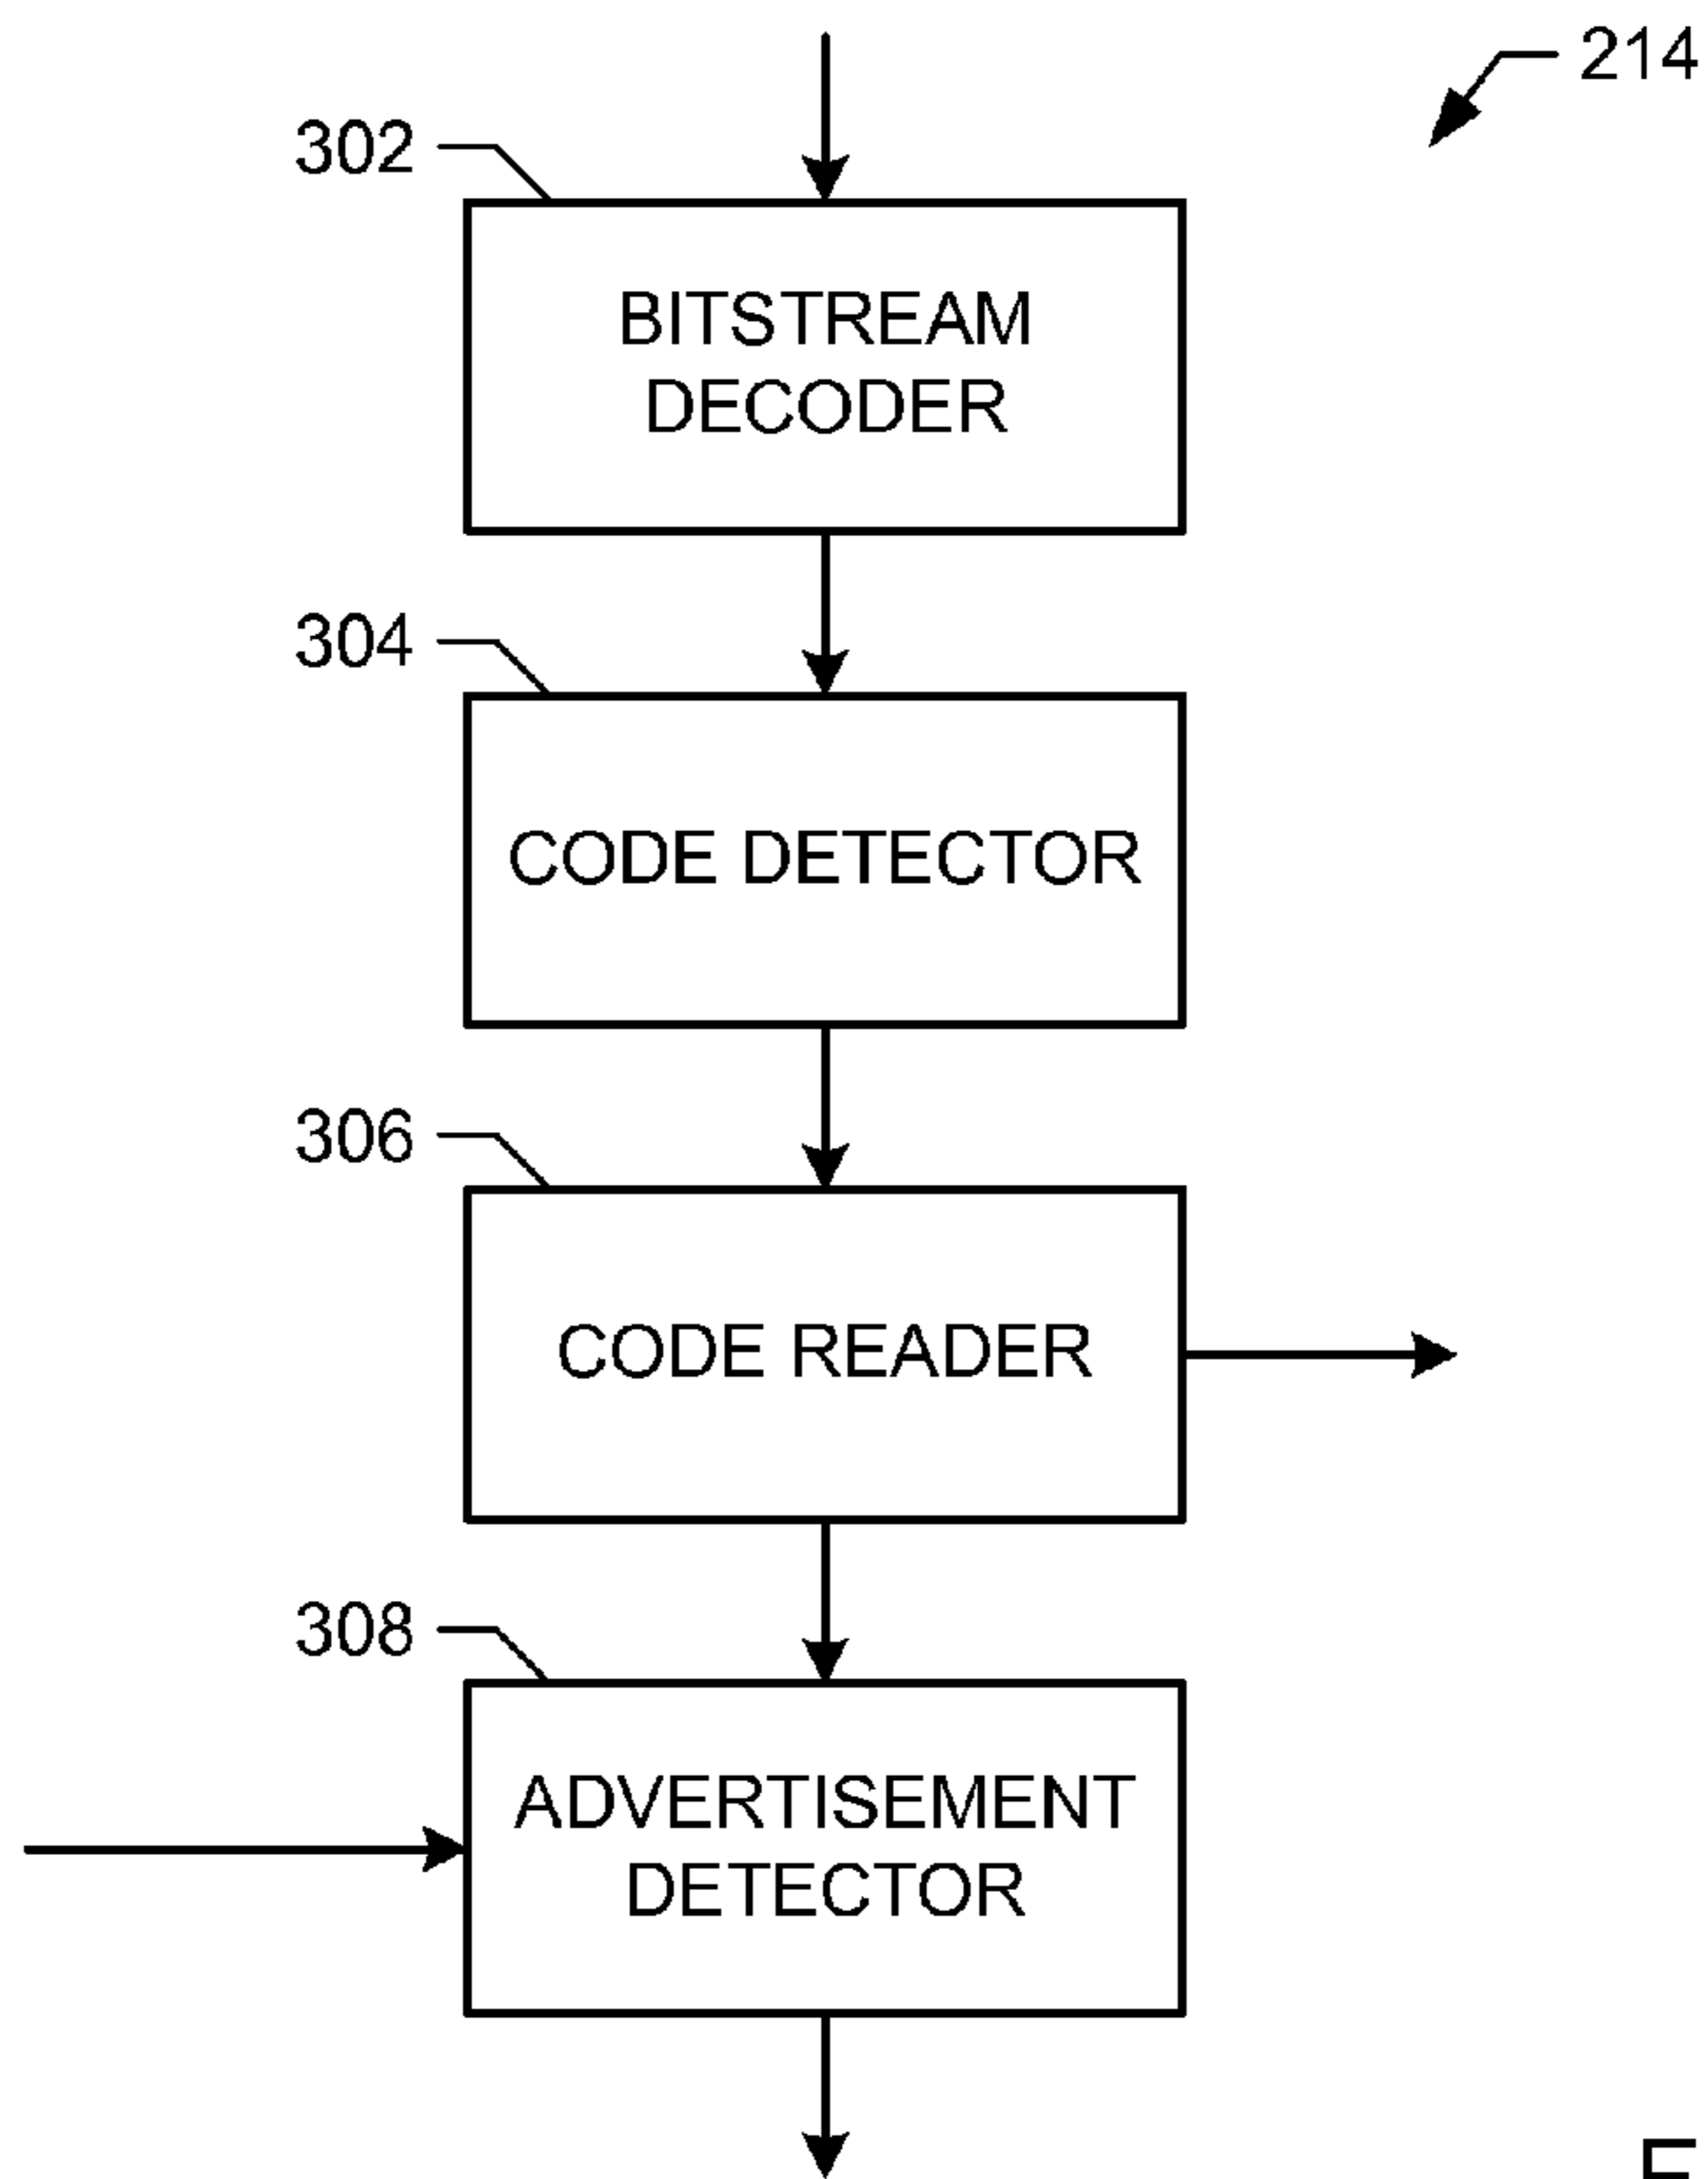 214
302
BITSTREAM
DECODER
304
CODE DETECTOR
306
CODE READER
308
ADVERTISEMENT
DETECTOR